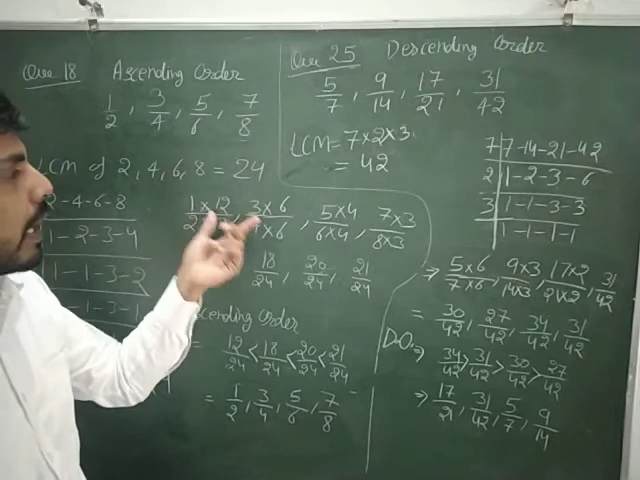 Que 18 Ascending Order
1/2, 3/4, 5/6, 7/8
LCM of 2, 4, 6, 8 = 24
2-4-6-8
1-2-3-4
1-1-3-2
-1-3-1
1×12 3×6/4×6, 5×4/6×4, 7×3/8×3
18/24, 20/24, 21/24
scending Order
= 12/24 < 18/24 < 20/24 < 21/24
= 1/2, 3/4, 5/6, 7/8
Que 25 Descending Order
5/7, 9/14, 17/21, 31/42
LCM = 7×2×3
= 42
7 7-14-21-42
2 1-2-3-6
3 1-1-3-3
1-1-1-1
⇒ 5×6/7×6, 9×3/14×3, 17×2/21×2, 31/42
= 30/42, 27/42, 34/42, 31/42
D.O. ⇒ 34/42 > 31/42 > 30/42 > 27/42
⇒ 17/21, 31/42, 5/7, 9/14